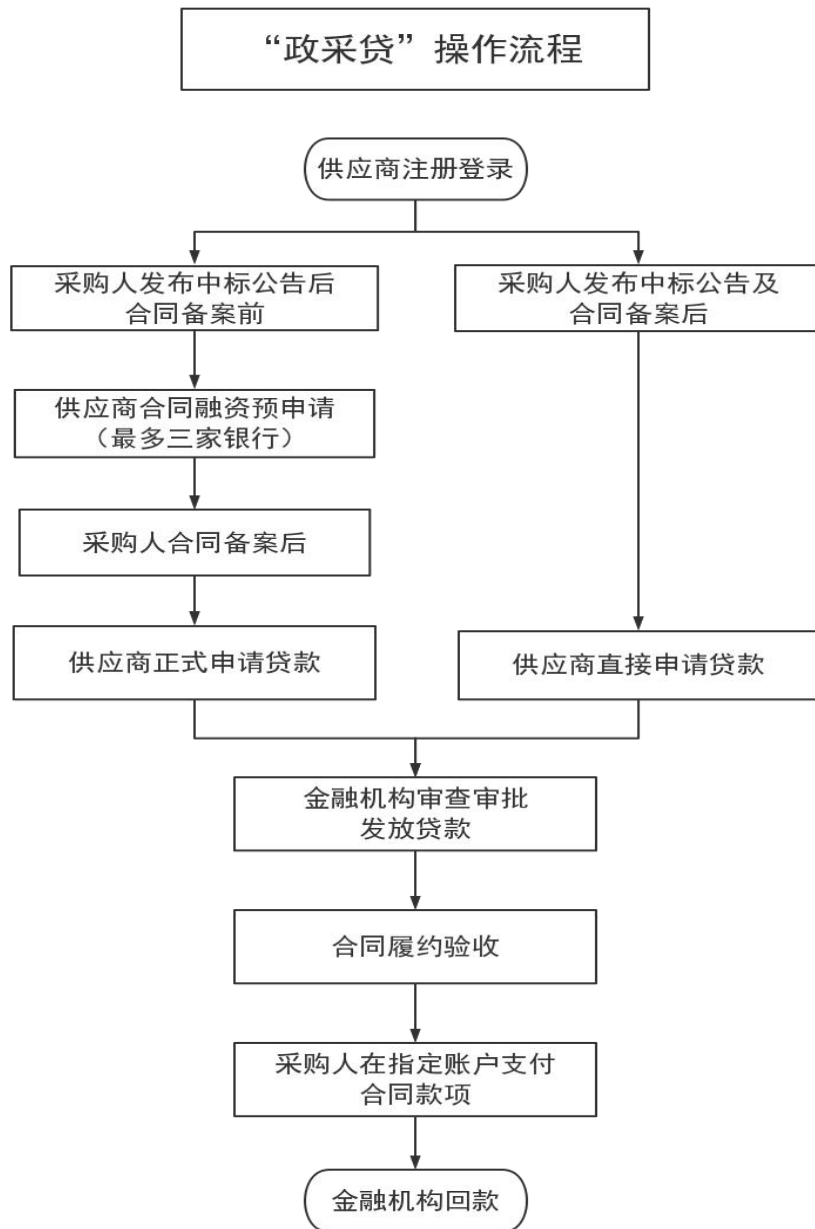 “政采贷”操作流程
供应商注册登录
采购人发布中标公告后
合同备案前
采购人发布中标公告及
合同备案后
供应商合同融资预申请
（最多三家银行）
采购人合同备案后
供应商正式申请贷款
供应商直接申请贷款
金融机构审查审批
发放贷款
合同履约验收
采购人在指定账户支付
合同款项
金融机构回款